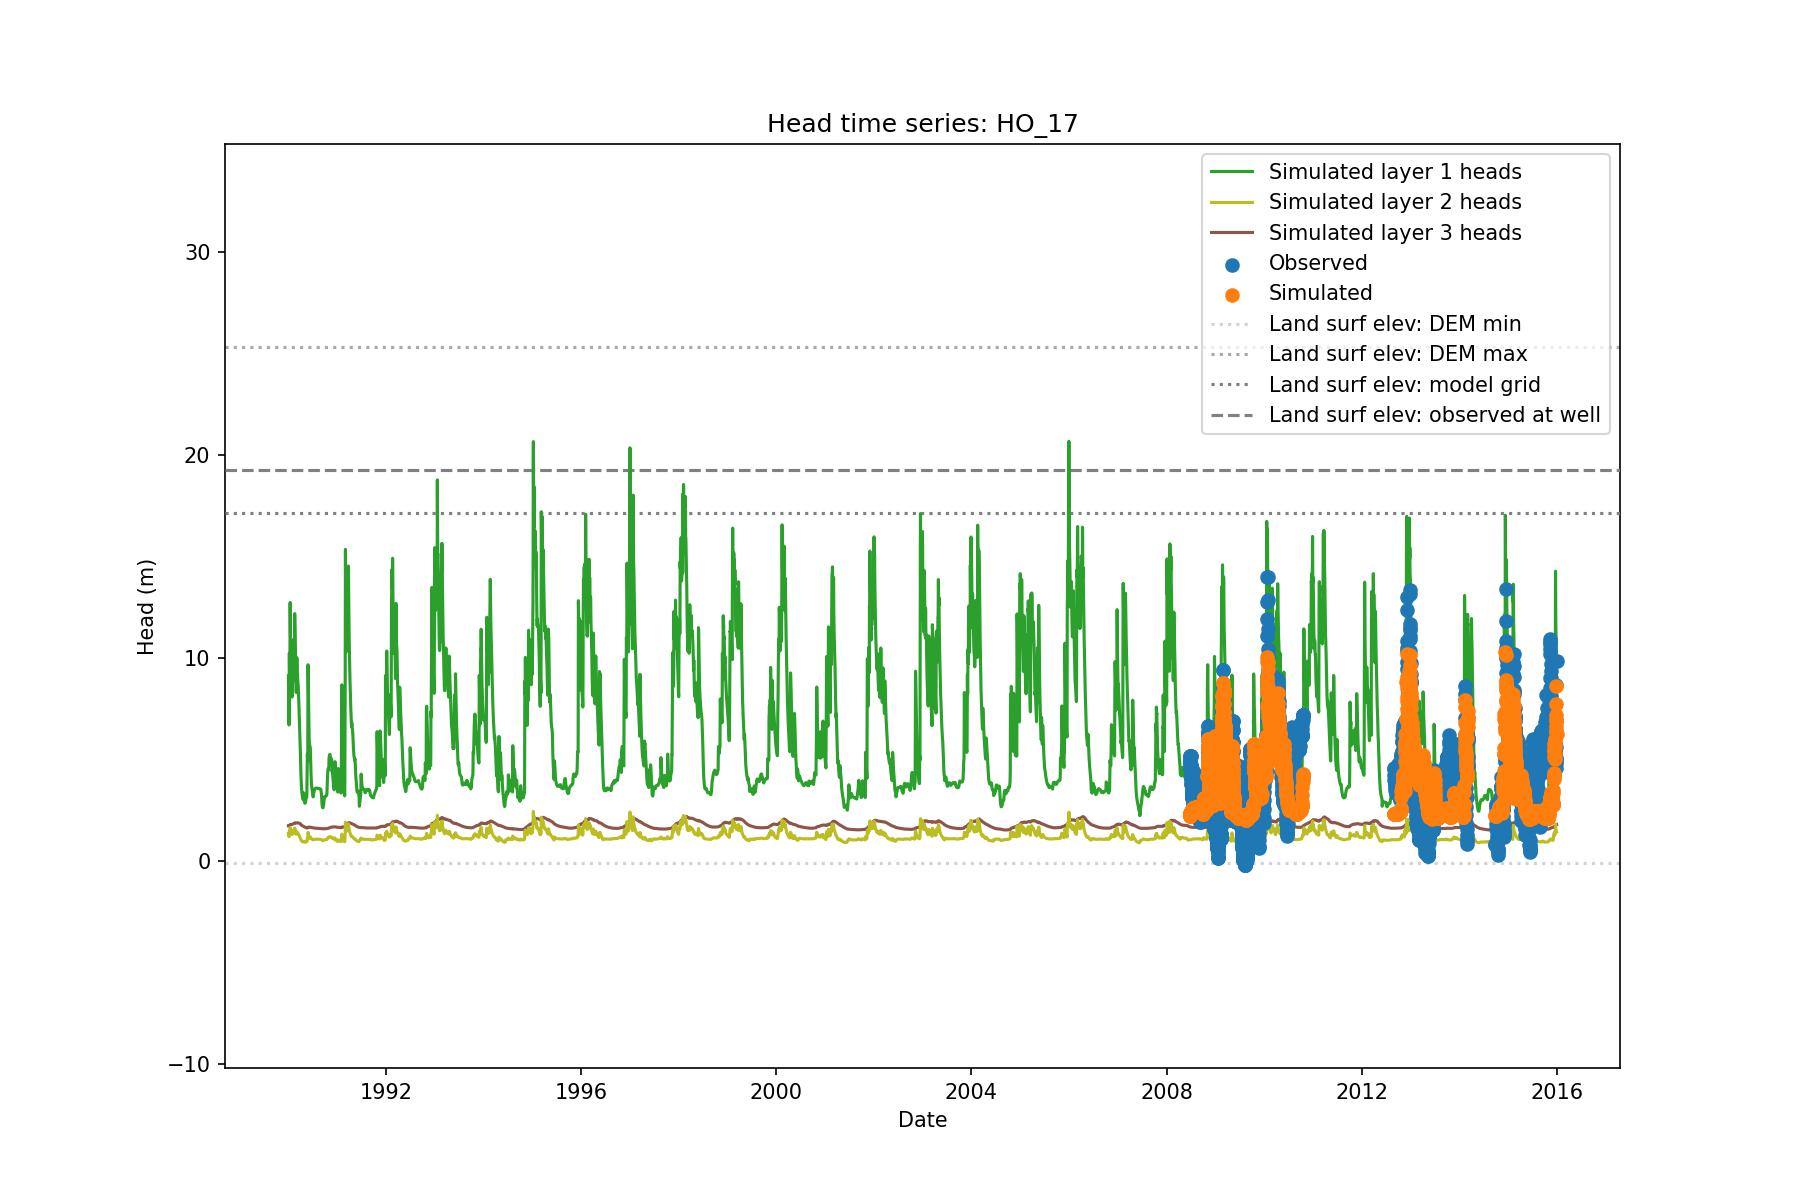 Head time series: HO_17
Simulated layer 1 heads
Simulated layer 2 heads
Simulated layer 3 heads
Observed
Simulated
Land surf elev: DEM min
Land surf elev: DEM max
Land surf elev: model grid
Land surf elev: observed at well
30
20
10
0
−10
Head (m)
1992 1996 2000 2004 2008 2012 2016
Date